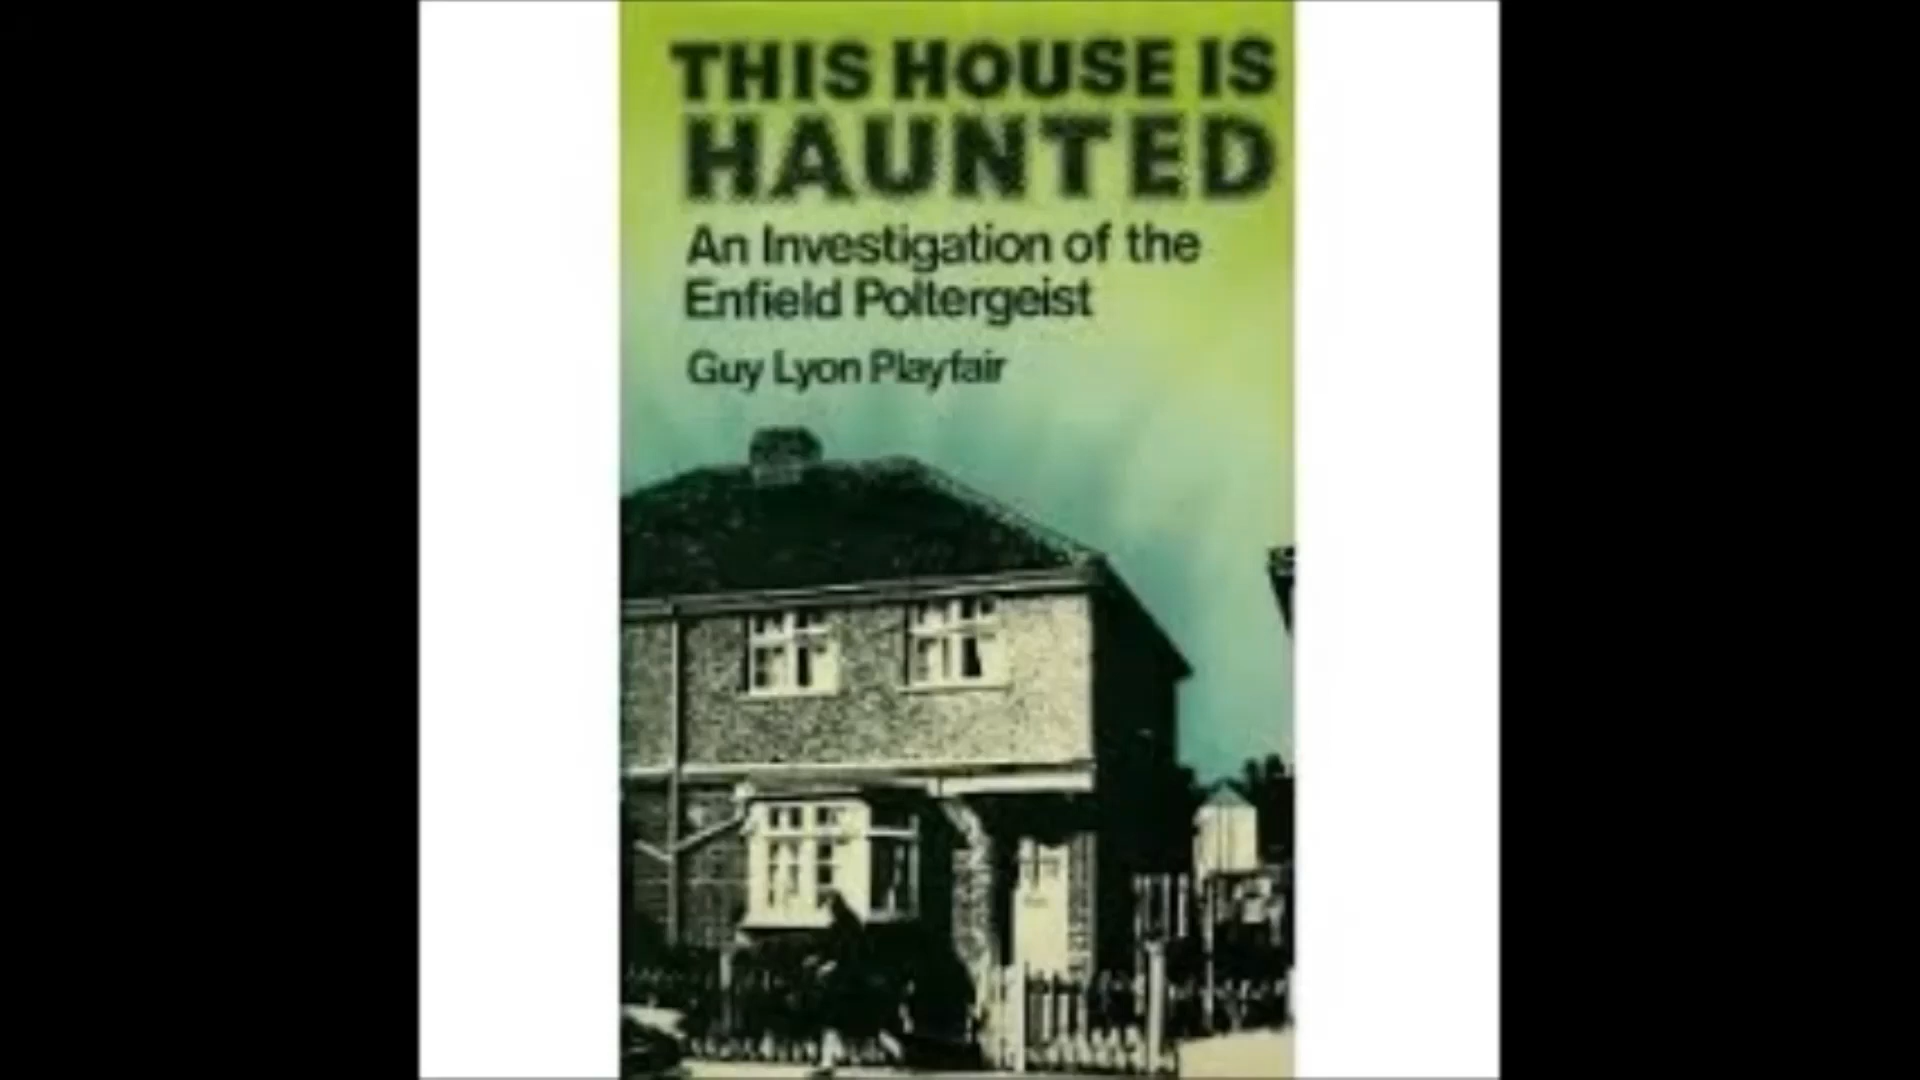 THIS HOUSE IS
HAUNTED
An Investigation of the
Enfield Poltergeist
Guy Lyon Playfair